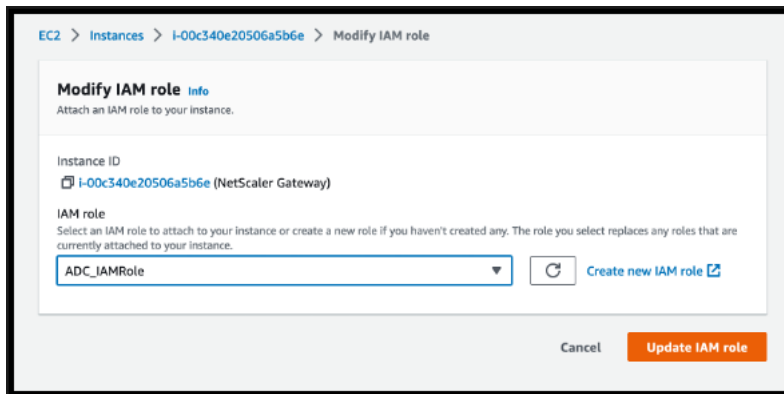 EC2 > Instances > i-00c340e20506a5b6e > Modify IAM role
Modify IAM role Info
Attach an IAM role to your instance.
Instance ID
i-00c340e20506a5b6e (NetScaler Gateway)
IAM role
Select an IAM role to attach to your instance or create a new role if you haven't created any. The role you select replaces any roles that are
currently attached to your instance.
ADC_IAMRole
Create new IAM role
Cancel
Update IAM role